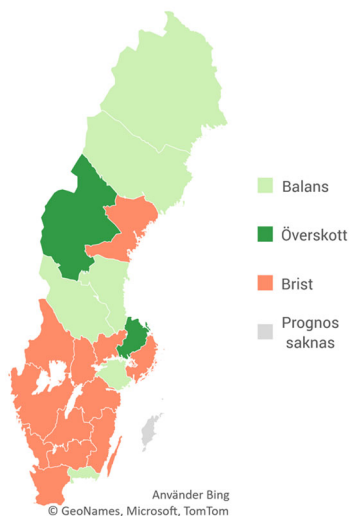 Balans
Överskott
Brist
Prognos
saknas
Använder Bing
© GeoNames, Microsoft, TomTom